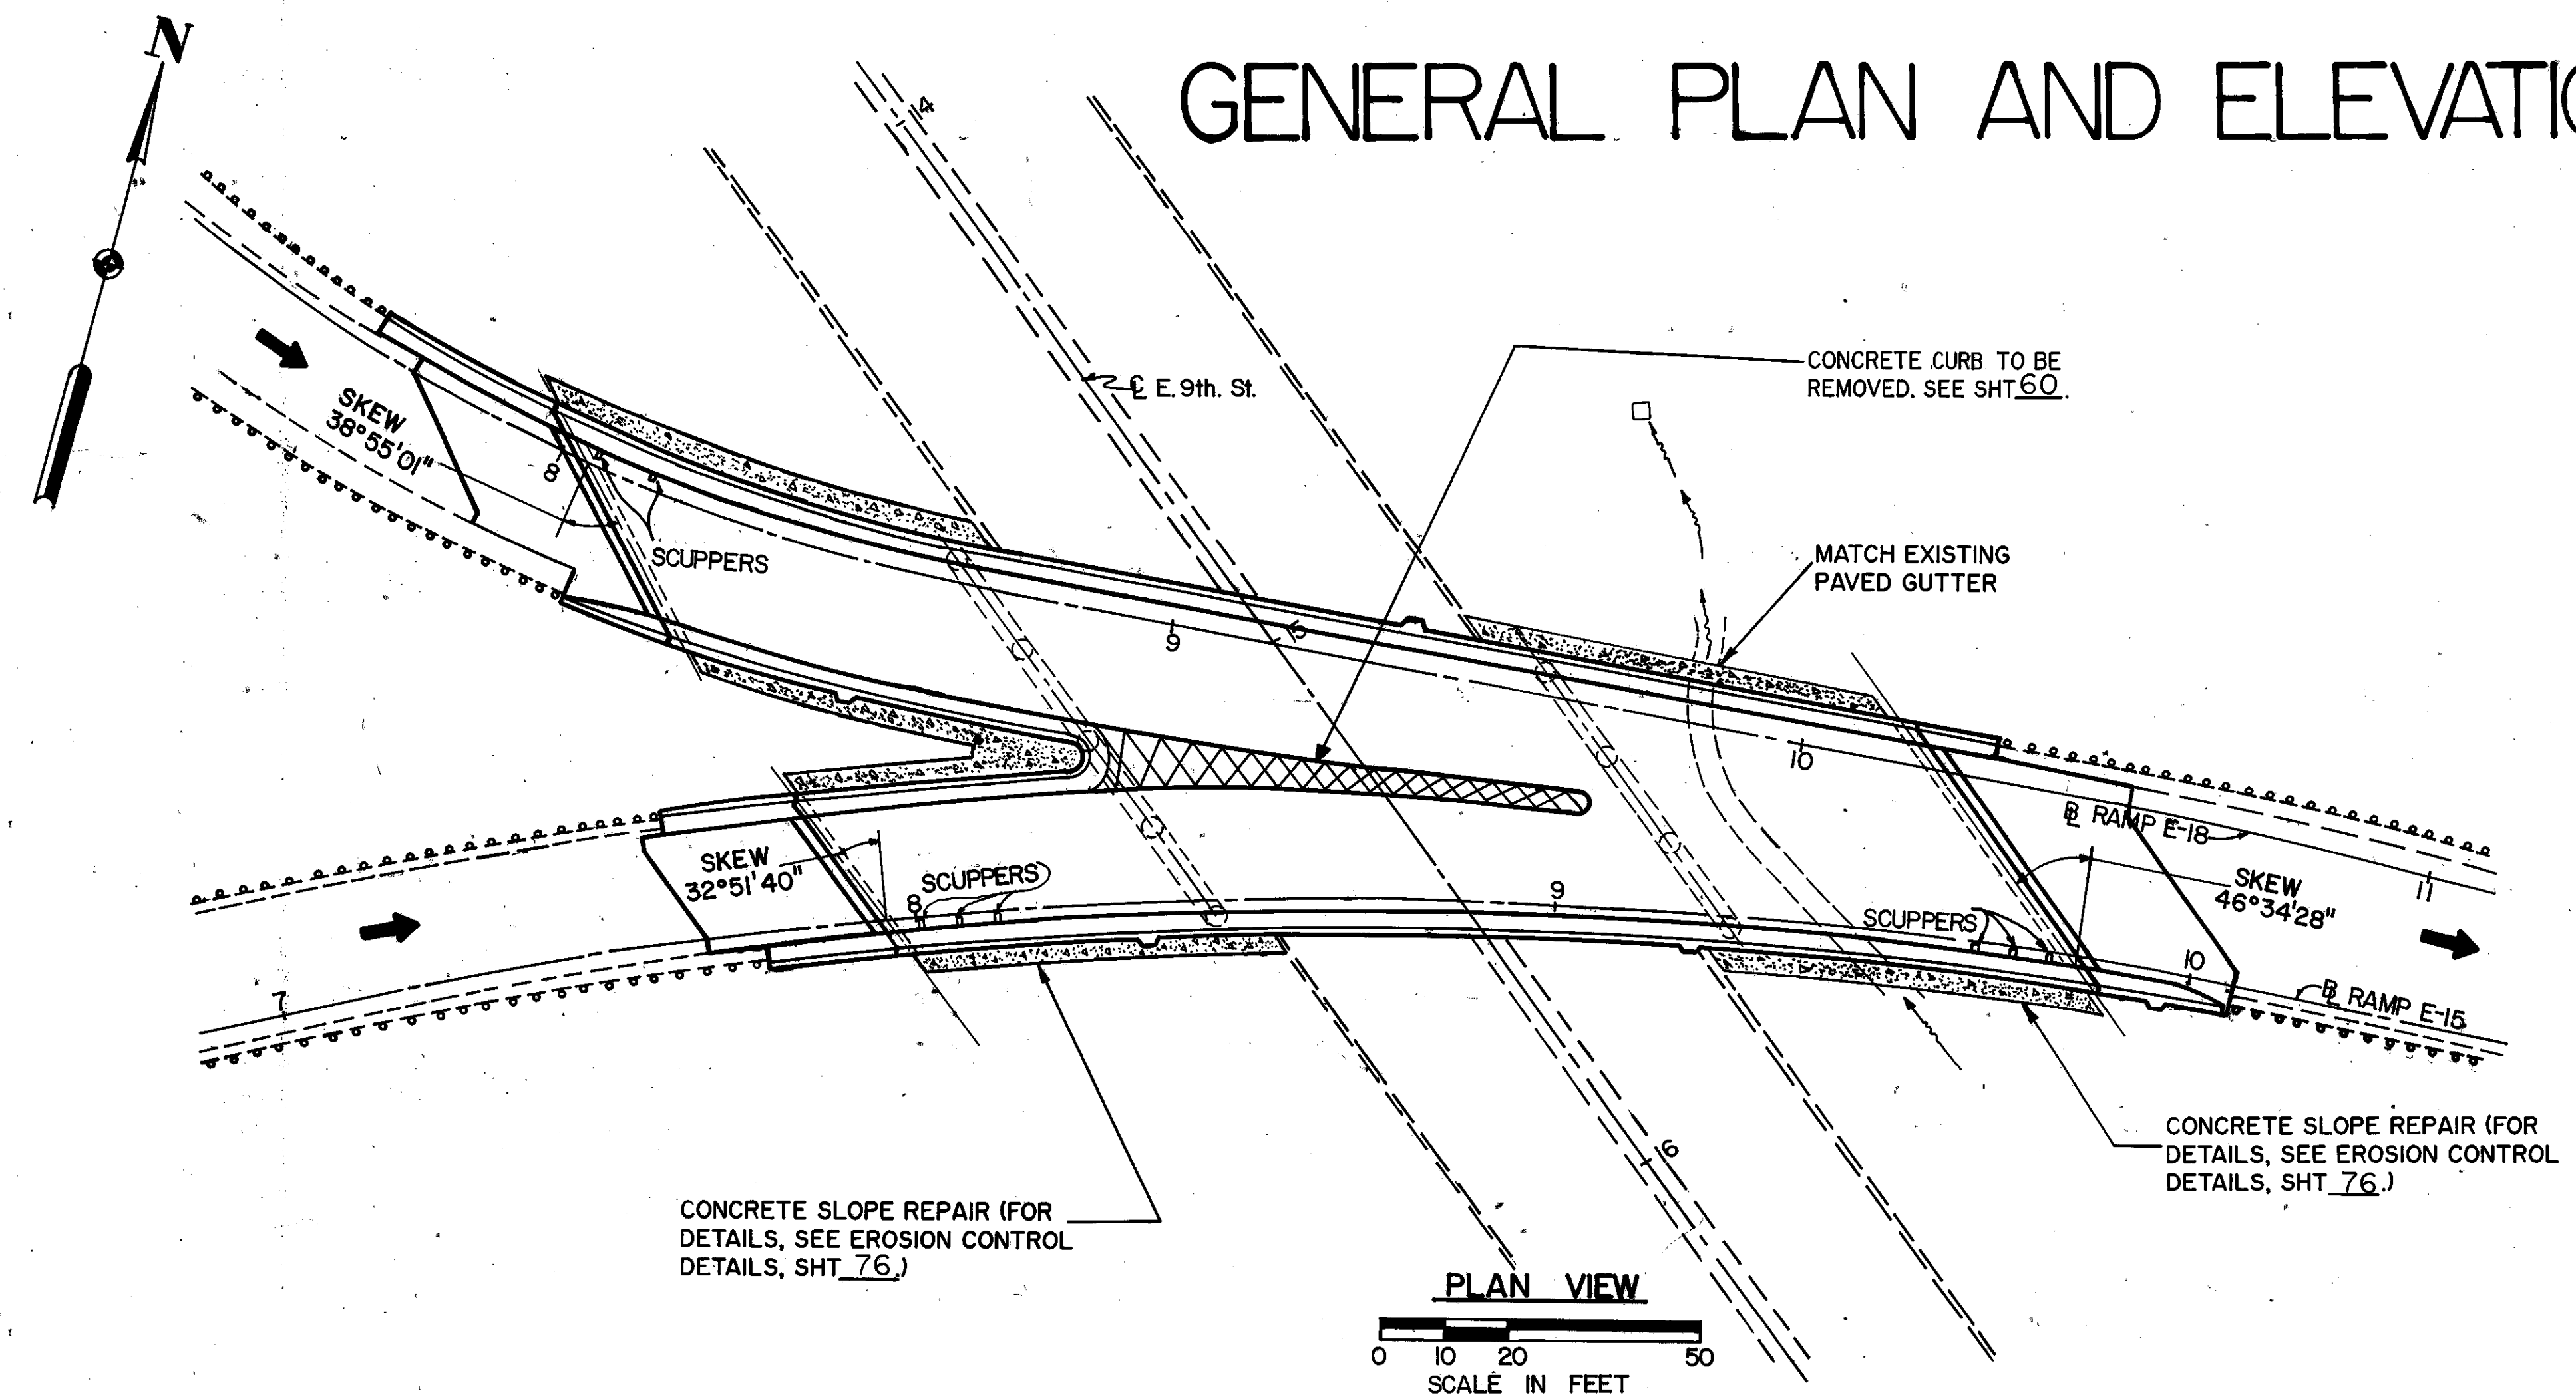 N
GENERAL PLAN AND ELEVATIO
4
℄ E. 9th. St.
CONCRETE CURB TO BE
REMOVED. SEE SHT 60.
SKEW
38°55'01"
8
SCUPPERS
MATCH EXISTING
PAVED GUTTER
9
5
10
℄ RAMP E-18
SKEW
46°34'28"
11
SKEW
32°51'40"
SCUPPERS
8
9
SCUPPERS
10
7
℄ RAMP E-15
6
CONCRETE SLOPE REPAIR (FOR
DETAILS, SEE EROSION CONTROL
DETAILS, SHT 76.)
CONCRETE SLOPE REPAIR (FOR
DETAILS, SEE EROSION CONTROL
DETAILS, SHT 76.)
PLAN VIEW
0 10 20 50
SCALE IN FEET